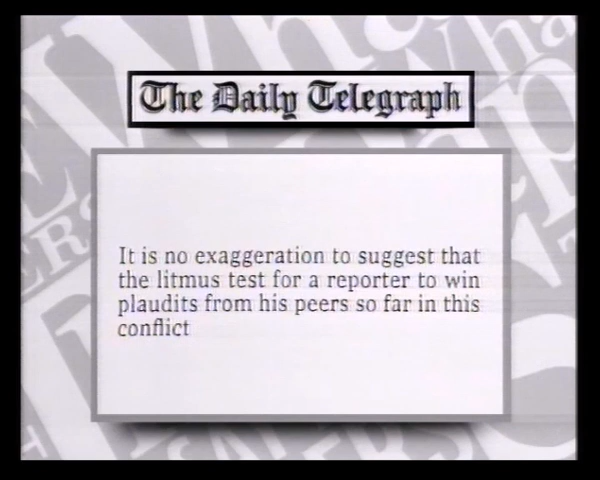 The Daily Telegraph
It is no exaggeration to suggest that
the litmus test for a reporter to win
plaudits from his peers so far in this
conflict